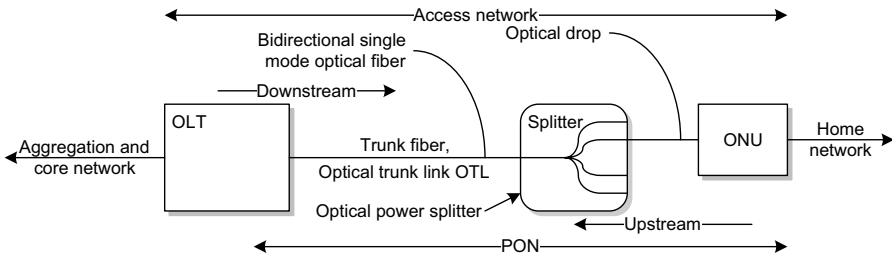 Access network
Bidirectional single
mode optical fiber
Optical drop
Downstream
OLT
Splitter
ONU
Aggregation and
core network
Trunk fiber,
Optical trunk link OTL
Home
network
Optical power splitter
Upstream
PON